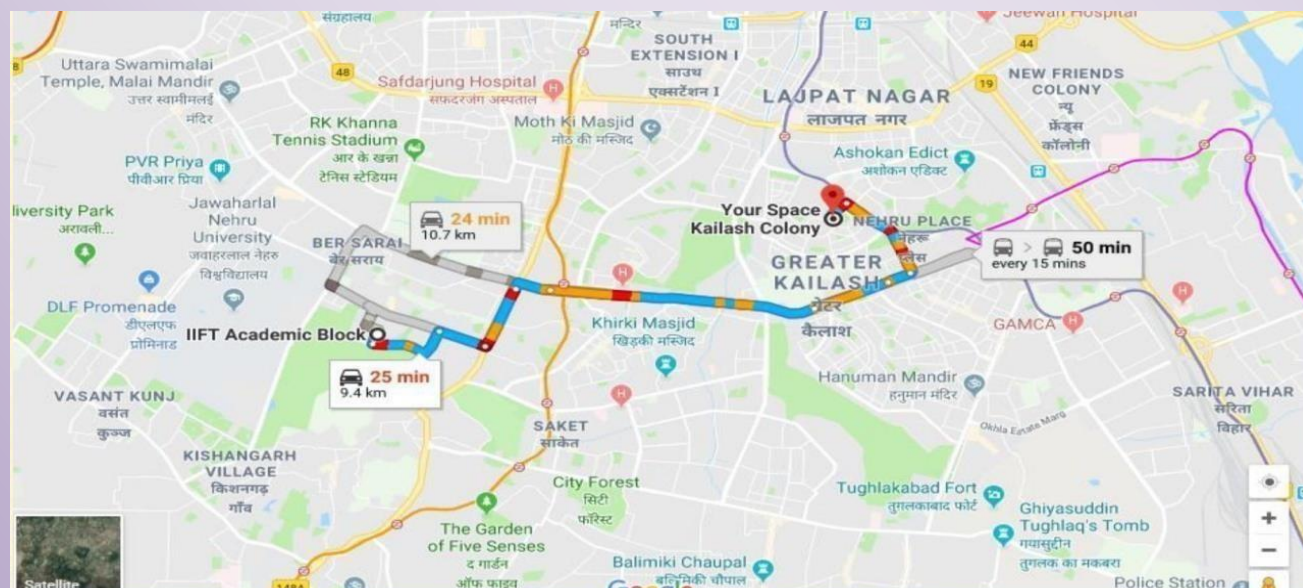 संग्रहालय
मन्दिर
Jeewan Hospital
8
Uttara Swamimalai
Temple, Malai Mandir
उत्तर स्वामीमलई
मंदिर
48
Safdarjung Hospital
सफदरजंग अस्पताल
SOUTH
EXTENSION I
साउथ
एक्सटेंशन I
44
19
NEW FRIENDS
COLONY
न्यू
फ्रेंड्स
कॉलोनी
LAJPAT NAGAR
लाजपत नगर
RK Khanna
Tennis Stadium
आर के खन्ना
टेनिस स्टेडियम
Moth Ki Masjid
मोठ की मस्जिद
PVR Priya
पीवीआर प्रिया
Ashokan Edict
अशोकन एडिक्ट
iversity Park
अरावली...
Jawaharlal
Nehru
University
जवाहरलाल नेहरू
विश्वविद्यालय
24 min
10.7 km
BER SARAI
बेर सराय
Your Space
Kailash Colony
NEHRU PLACE
नेहरू
प्लेस
50 min
every 15 mins
GREATER
KAILASH
ग्रेटर
कैलाश
DLF Promenade
डीएलएफ
प्रोमिनाड
IIFT Academic Block
Khirki Masjid
खिड़की मस्जिद
GAMCA
25 min
9.4 km
Hanuman Mandir
हनुमान मंदिर
VASANT KUNJ
वसंत
कुञ्ज
SARITA VIHAR
सरिता
विहार
Okhla Estate Marg
SAKET
साकेत
KISHANGARH
VILLAGE
किशनगढ़
गाँव
City Forest
सिटी
फॉरेस्ट
Tughlakabad Fort
तुगलकाबाद फोर्ट
The Garden
of Five Senses
द गार्डन
ऑफ फाइव
Ghiyasuddin
Tughlaq's Tomb
गयासुद्दीन
तुगलक का मकबरा
Balimiki Chaupal
बाल्मिकी चौपाल
148A
Satellite
Police Station